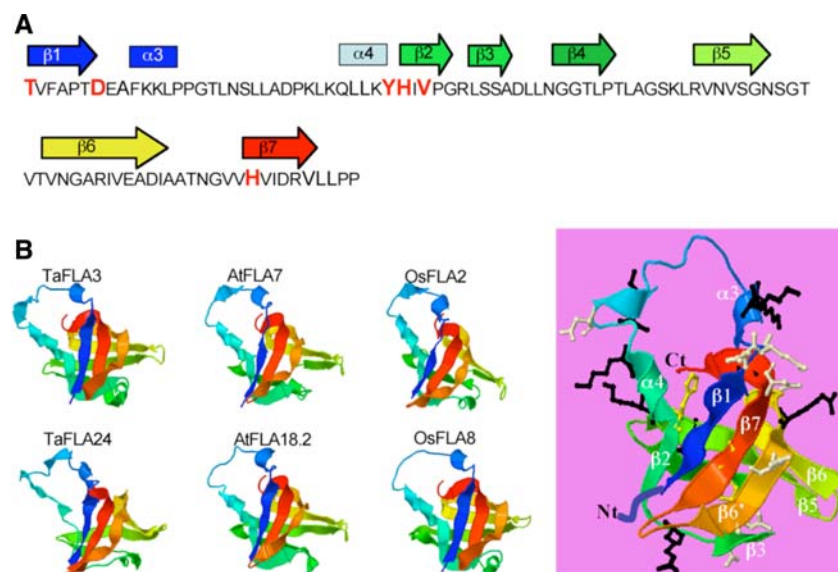 A
β1 α3 α4 β2 β3 β4 β5
TVFAPTDEAFKKLPPGTLNSLLADPKLKQLLKYHIVPGRLSSADLLNGGTLPTLAGSKLRVNVSGNSGT
β6 β7
VTVNGARIVEADIAATNGVVHVIDRVLLPP
B
TaFLA3 AtFLA7 OsFLA2
TaFLA24 AtFLA18.2 OsFLA8
α3
Ct
α4 β1
β7
β2
β6
β5
Nt
β6'
β3